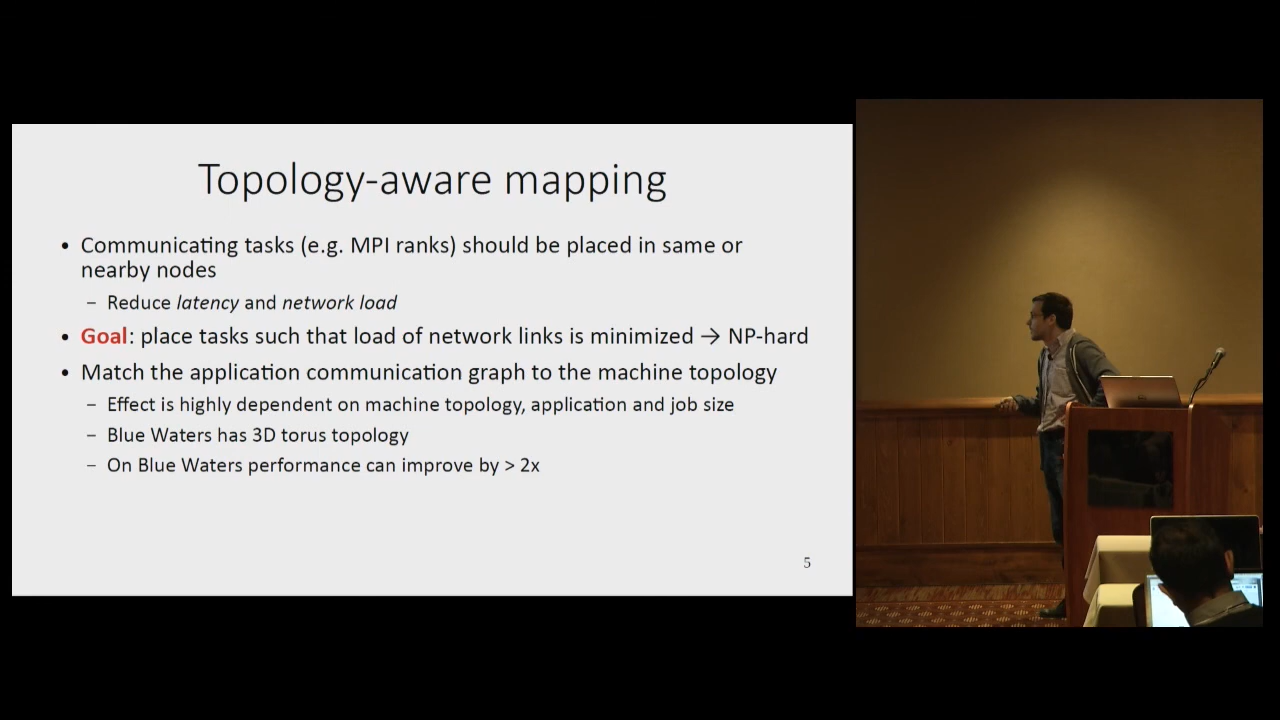 Topology-aware mapping
• Communicating tasks (e.g. MPI ranks) should be placed in same or
nearby nodes
– Reduce latency and network load
• Goal: place tasks such that load of network links is minimized → NP-hard
• Match the application communication graph to the machine topology
– Effect is highly dependent on machine topology, application and job size
– Blue Waters has 3D torus topology
– On Blue Waters performance can improve by > 2x
5